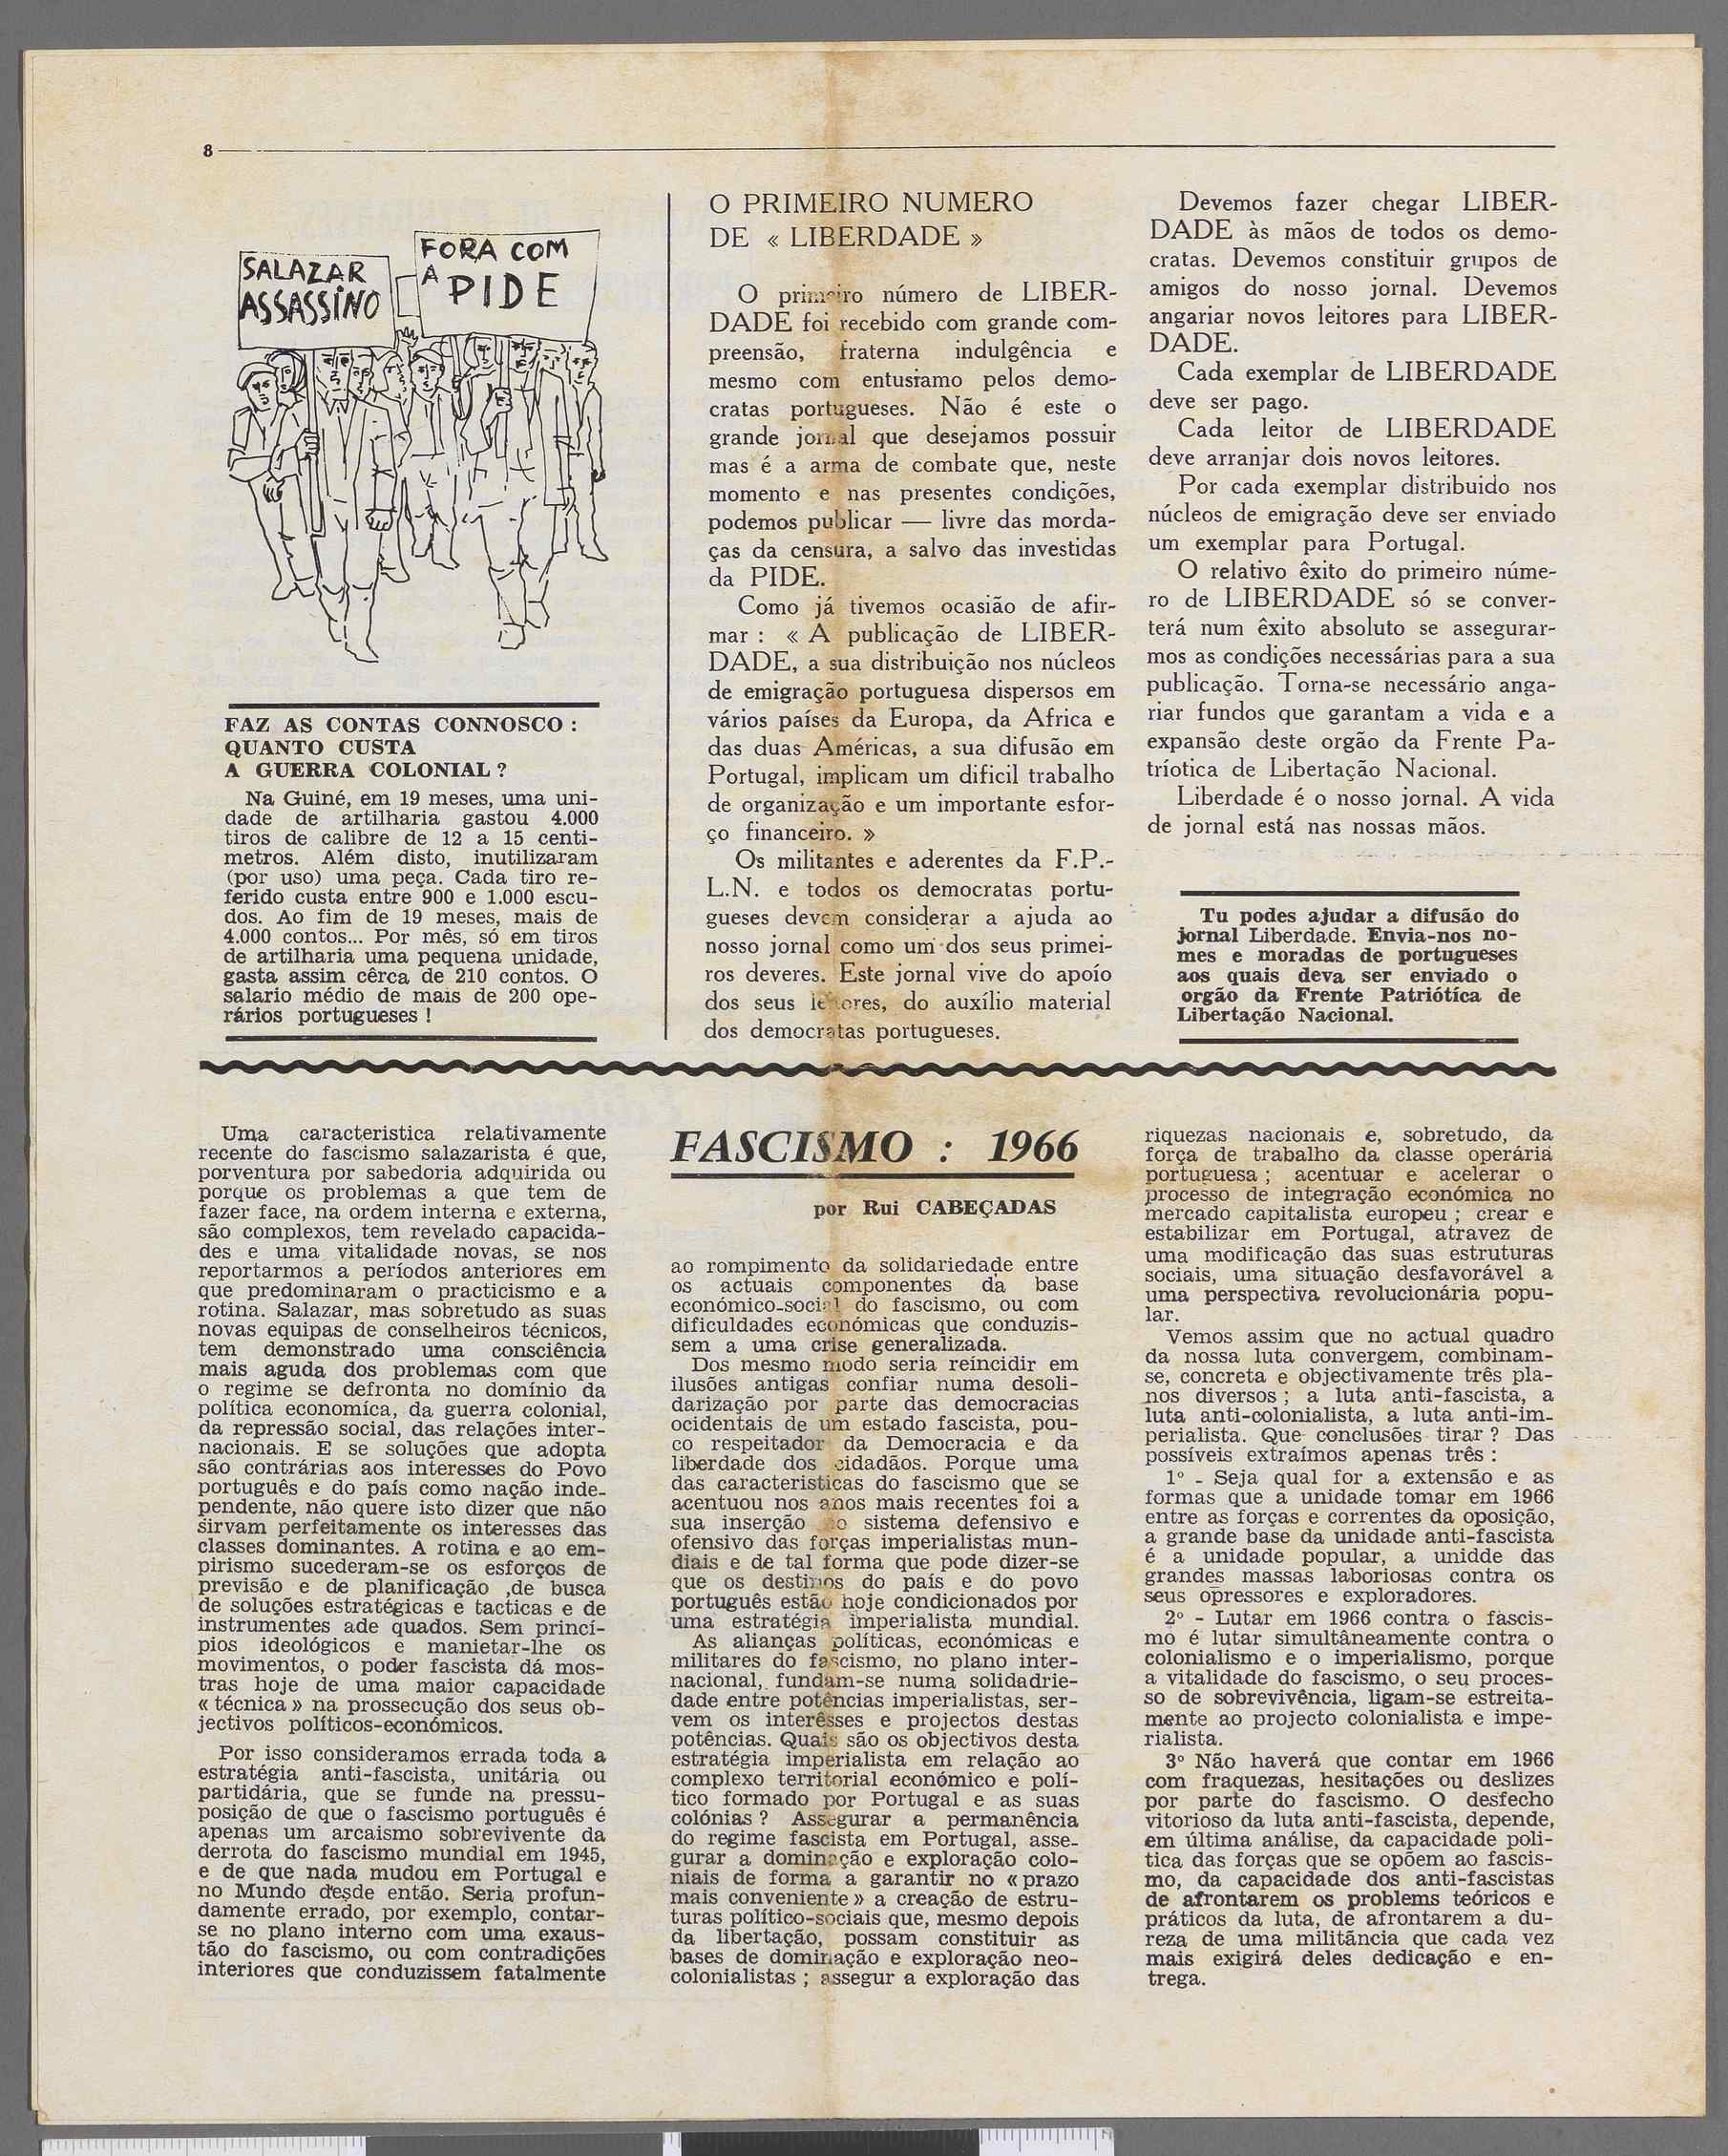 8
SALAZAR
ASSASSINO
FORA COM
A PIDE
FAZ AS CONTAS CONNOSCO :
QUANTO CUSTA
A GUERRA COLONIAL ?
Na Guiné, em 19 meses, uma uni-
dade de artilharia gastou 4.000
tiros de calibre de 12 a 15 centi-
metros. Além disto, inutilizaram
(por uso) uma peça. Cada tiro re-
ferido custa entre 900 e 1.000 escu-
dos. Ao fim de 19 meses, mais de
4.000 contos... Por mês, só em tiros
de artilharia uma pequena unidade,
gasta assim cêrca de 210 contos. O
salario médio de mais de 200 ope-
rários portugueses !
O PRIMEIRO NUMERO
DE « LIBERDADE »
O primeiro número de LIBER-
DADE foi recebido com grande com-
preensão, fraterna indulgência e
mesmo com entusiamo pelos demo-
cratas portugueses. Não é este o
grande jornal que desejamos possuir
mas é a arma de combate que, neste
momento e nas presentes condições,
podemos publicar — livre das morda-
ças da censura, a salvo das investidas
da PIDE.
Como já tivemos ocasião de afir-
mar : « A publicação de LIBER-
DADE, a sua distribuição nos núcleos
de emigração portuguesa dispersos em
vários países da Europa, da Africa e
das duas Américas, a sua difusão em
Portugal, implicam um dificil trabalho
de organização e um importante esfor-
ço financeiro. »
Os militantes e aderentes da F.P.-
L.N. e todos os democratas portu-
gueses devem considerar a ajuda ao
nosso jornal como um dos seus primei-
ros deveres. Este jornal vive do apoío
dos seus leitores, do auxílio material
dos democratas portugueses.
Devemos fazer chegar LIBER-
DADE às mãos de todos os demo-
cratas. Devemos constituir grupos de
amigos do nosso jornal. Devemos
angariar novos leitores para LIBER-
DADE.
Cada exemplar de LIBERDADE
deve ser pago.
Cada leitor de LIBERDADE
deve arranjar dois novos leitores.
Por cada exemplar distribuido nos
núcleos de emigração deve ser enviado
um exemplar para Portugal.
O relativo êxito do primeiro núme-
ro de LIBERDADE só se conver-
terá num êxito absoluto se assegurar-
mos as condições necessárias para a sua
publicação. Torna-se necessário anga-
riar fundos que garantam a vida e a
expansão deste orgão da Frente Pa-
tríotica de Libertação Nacional.
Liberdade é o nosso jornal. A vida
de jornal está nas nossas mãos.
Tu podes ajudar a difusão do
jornal Liberdade. Envia-nos no-
mes e moradas de portugueses
aos quais deva ser enviado o
orgão da Frente Patriótíca de
Libertação Nacional.
Uma caracteristica relativamente
recente do fascismo salazarista é que,
porventura por sabedoria adquirida ou
porque os problemas a que tem de
fazer face, na ordem interna e externa,
são complexos, tem revelado capacida-
des e uma vitalidade novas, se nos
reportarmos a períodos anteriores em
que predominaram o practicismo e a
rotina. Salazar, mas sobretudo as suas
novas equipas de conselheiros técnicos,
tem demonstrado uma consciência
mais aguda dos problemas com que
o regime se defronta no domínio da
política economíca, da guerra colonial,
da repressão social, das relações inter-
nacionais. E se soluções que adopta
são contrárias aos interesses do Povo
português e do país como nação inde-
pendente, não quere isto dizer que não
sirvam perfeitamente os interesses das
classes dominantes. A rotina e ao em-
pirismo sucederam-se os esforços de
previsão e de planificação ,de busca
de soluções estratégicas e tacticas e de
instrumentos ade quados. Sem princí-
pios ideológicos e manietar-lhe os
movimentos, o poder fascista dá mos-
tras hoje de uma maior capacidade
« técnica » na prossecução dos seus ob-
jectivos políticos-económicos.
Por isso consideramos errada toda a
estratégia anti-fascista, unitária ou
partidária, que se funde na pressu-
posição de que o fascismo português é
apenas um arcaismo sobrevivente da
derrota do fascismo mundial em 1945,
e de que nada mudou em Portugal e
no Mundo desde então. Seria profun-
damente errado, por exemplo, contar-
se no plano interno com uma exaus-
tão do fascismo, ou com contradições
interiores que conduzissem fatalmente
FASCISMO : 1966
por Rui CABEÇADAS
ao rompimento da solidariedade entre
os actuais componentes da base
económico-social do fascismo, ou com
dificuldades económicas que conduzis-
sem a uma crise generalizada.
Dos mesmo modo seria reíncidir em
ilusões antigas confiar numa desoli-
darização por parte das democracias
ocidentais de um estado fascista, pou-
co respeitador da Democracia e da
liberdade dos cidadãos. Porque uma
das caracteristicas do fascismo que se
acentuou nos anos mais recentes foi a
sua inserção no sistema defensivo e
ofensivo das forças imperialistas mun-
diais e de tal forma que pode dizer-se
que os destinos do país e do povo
português estão hoje condicionados por
uma estratégia imperialista mundial.
As alianças políticas, económicas e
militares do fascismo, no plano inter-
nacional, fundam-se numa solidadrie-
dade entre potências imperialistas, ser-
vem os interêsses e projectos destas
potências. Quais são os objectivos desta
estratégia imperialista em relação ao
complexo territorial económico e polí-
tico formado por Portugal e as suas
colónias ? Assegurar a permanência
do regime fascista em Portugal, asse-
gurar a dominação e exploração colo-
niais de forma a garantir no « prazo
mais conveniente » a creação de estru-
turas político-sociais que, mesmo depois
da libertação, possam constituir as
bases de dominação e exploração neo-
colonialistas ; assegur a exploração das
riquezas nacionais e, sobretudo, da
força de trabalho da classe operária
portuguesa ; acentuar e acelerar o
processo de integração económica no
mercado capitalista europeu ; crear e
estabilizar em Portugal, atravez de
uma modificação das suas estruturas
sociais, uma situação desfavorável a
uma perspectiva revolucionária popu-
lar.
Vemos assim que no actual quadro
da nossa luta convergem, combinam-
se, concreta e objectivamente três pla-
nos diversos ; a luta anti-fascista, a
luta anti-colonialista, a luta anti-im-
perialista. Que conclusões tirar ? Das
possíveis extraímos apenas três :
1º - Seja qual for a extensão e as
formas que a unidade tomar em 1966
entre as forças e correntes da oposição,
a grande base da unidade anti-fascista
é a unidade popular, a unidde das
grandes massas laboriosas contra os
seus opressores e exploradores.
2º - Lutar em 1966 contra o fascis-
mo é lutar simultâneamente contra o
colonialismo e o imperialismo, porque
a vitalidade do fascismo, o seu proces-
so de sobrevivência, ligam-se estreita-
mente ao projecto colonialista e impe-
rialista.
3º Não haverá que contar em 1966
com fraquezas, hesitações ou deslizes
por parte do fascismo. O desfecho
vitorioso da luta anti-fascista, depende,
em última análise, da capacidade poli-
tica das forças que se opõem ao fascis-
mo, da capacidade dos anti-fascistas
de afrontarem os problems teóricos e
práticos da luta, de afrontarem a du-
reza de uma militância que cada vez
mais exigirá deles dedicação e en-
trega.